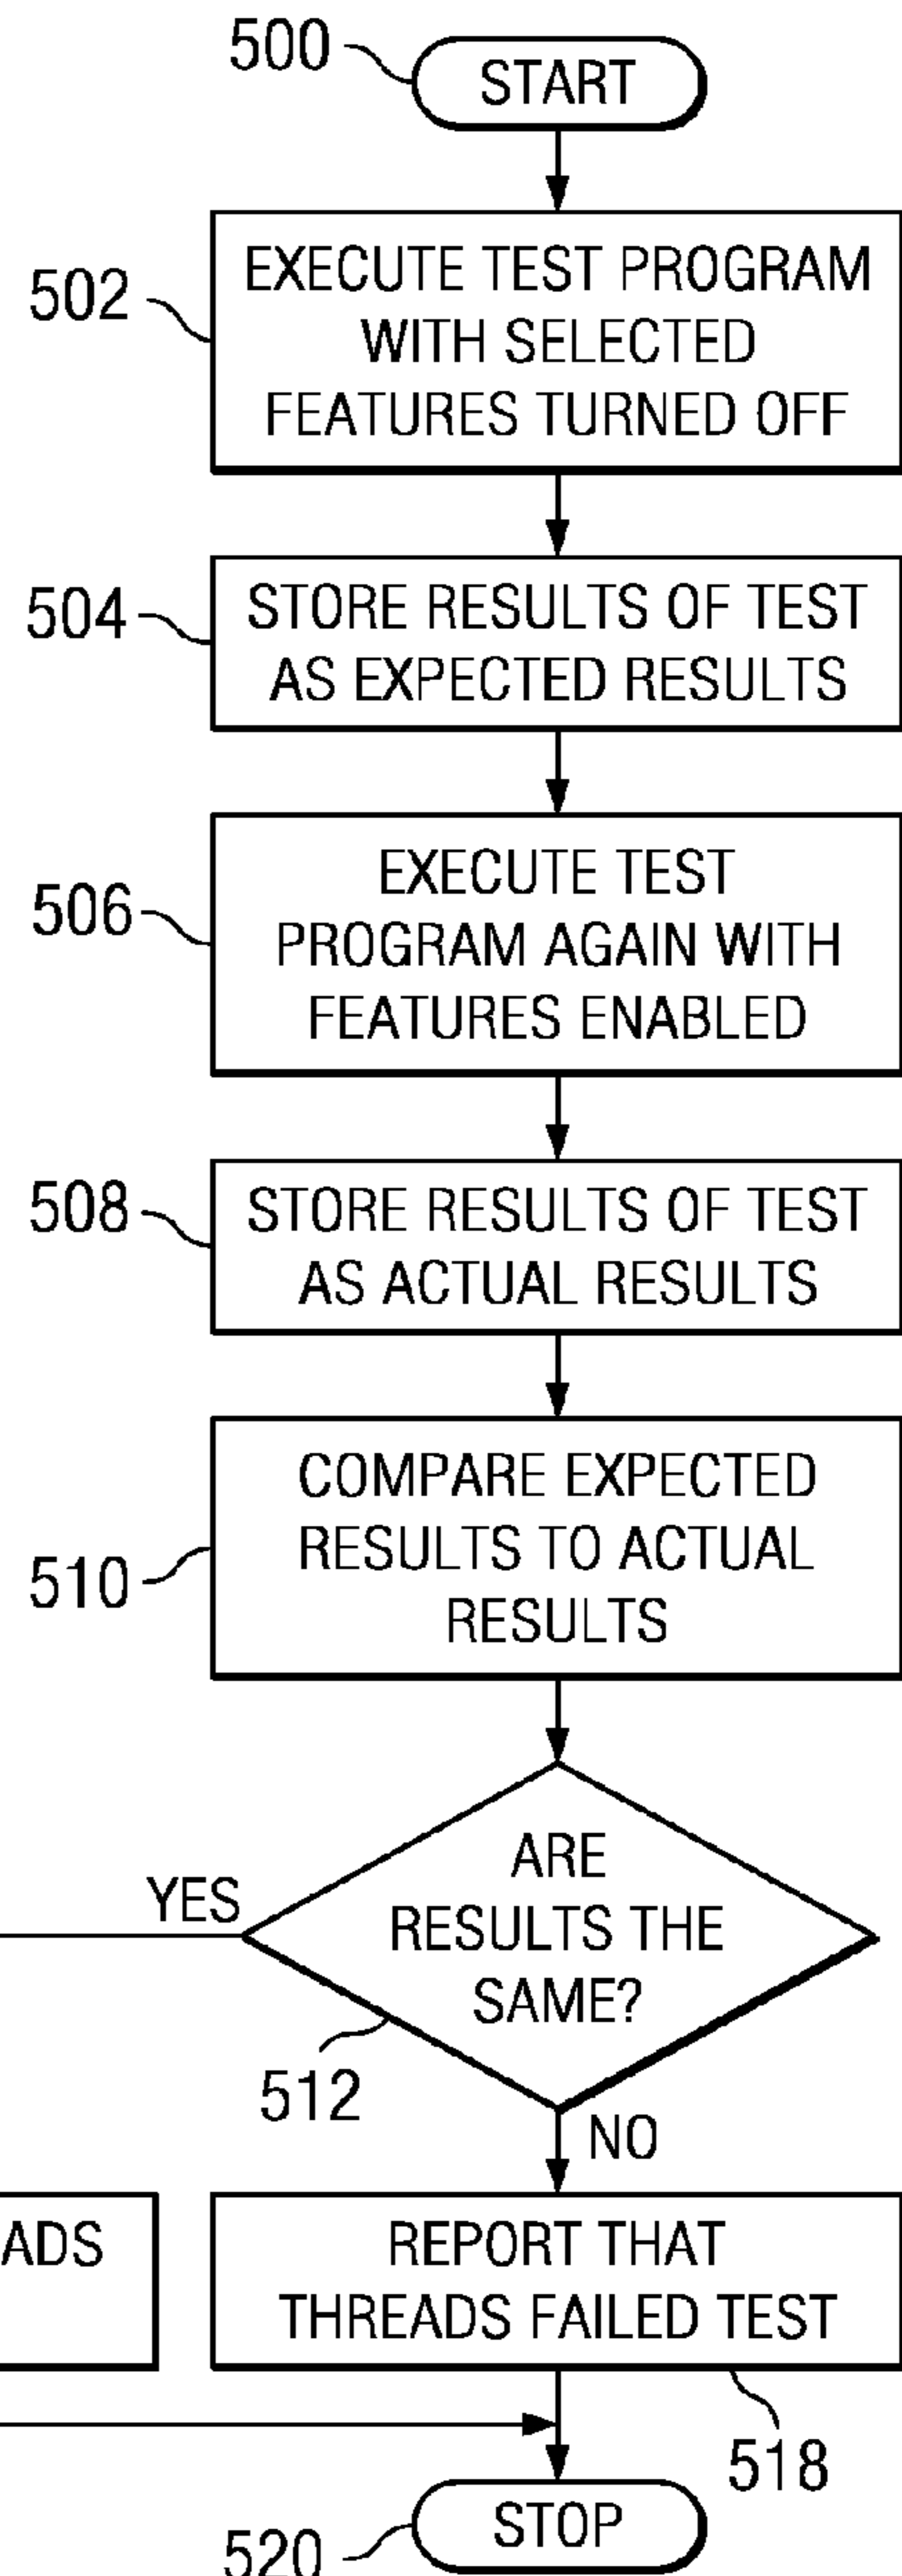 500
START
502
EXECUTE TEST PROGRAM
WITH SELECTED
FEATURES TURNED OFF
504
STORE RESULTS OF TEST
AS EXPECTED RESULTS
506
EXECUTE TEST
PROGRAM AGAIN WITH
FEATURES ENABLED
508
STORE RESULTS OF TEST
AS ACTUAL RESULTS
510
COMPARE EXPECTED
RESULTS TO ACTUAL
RESULTS
YES
ARE
RESULTS THE
SAME?
512
NO
ADS
REPORT THAT
THREADS FAILED TEST
518
520
STOP